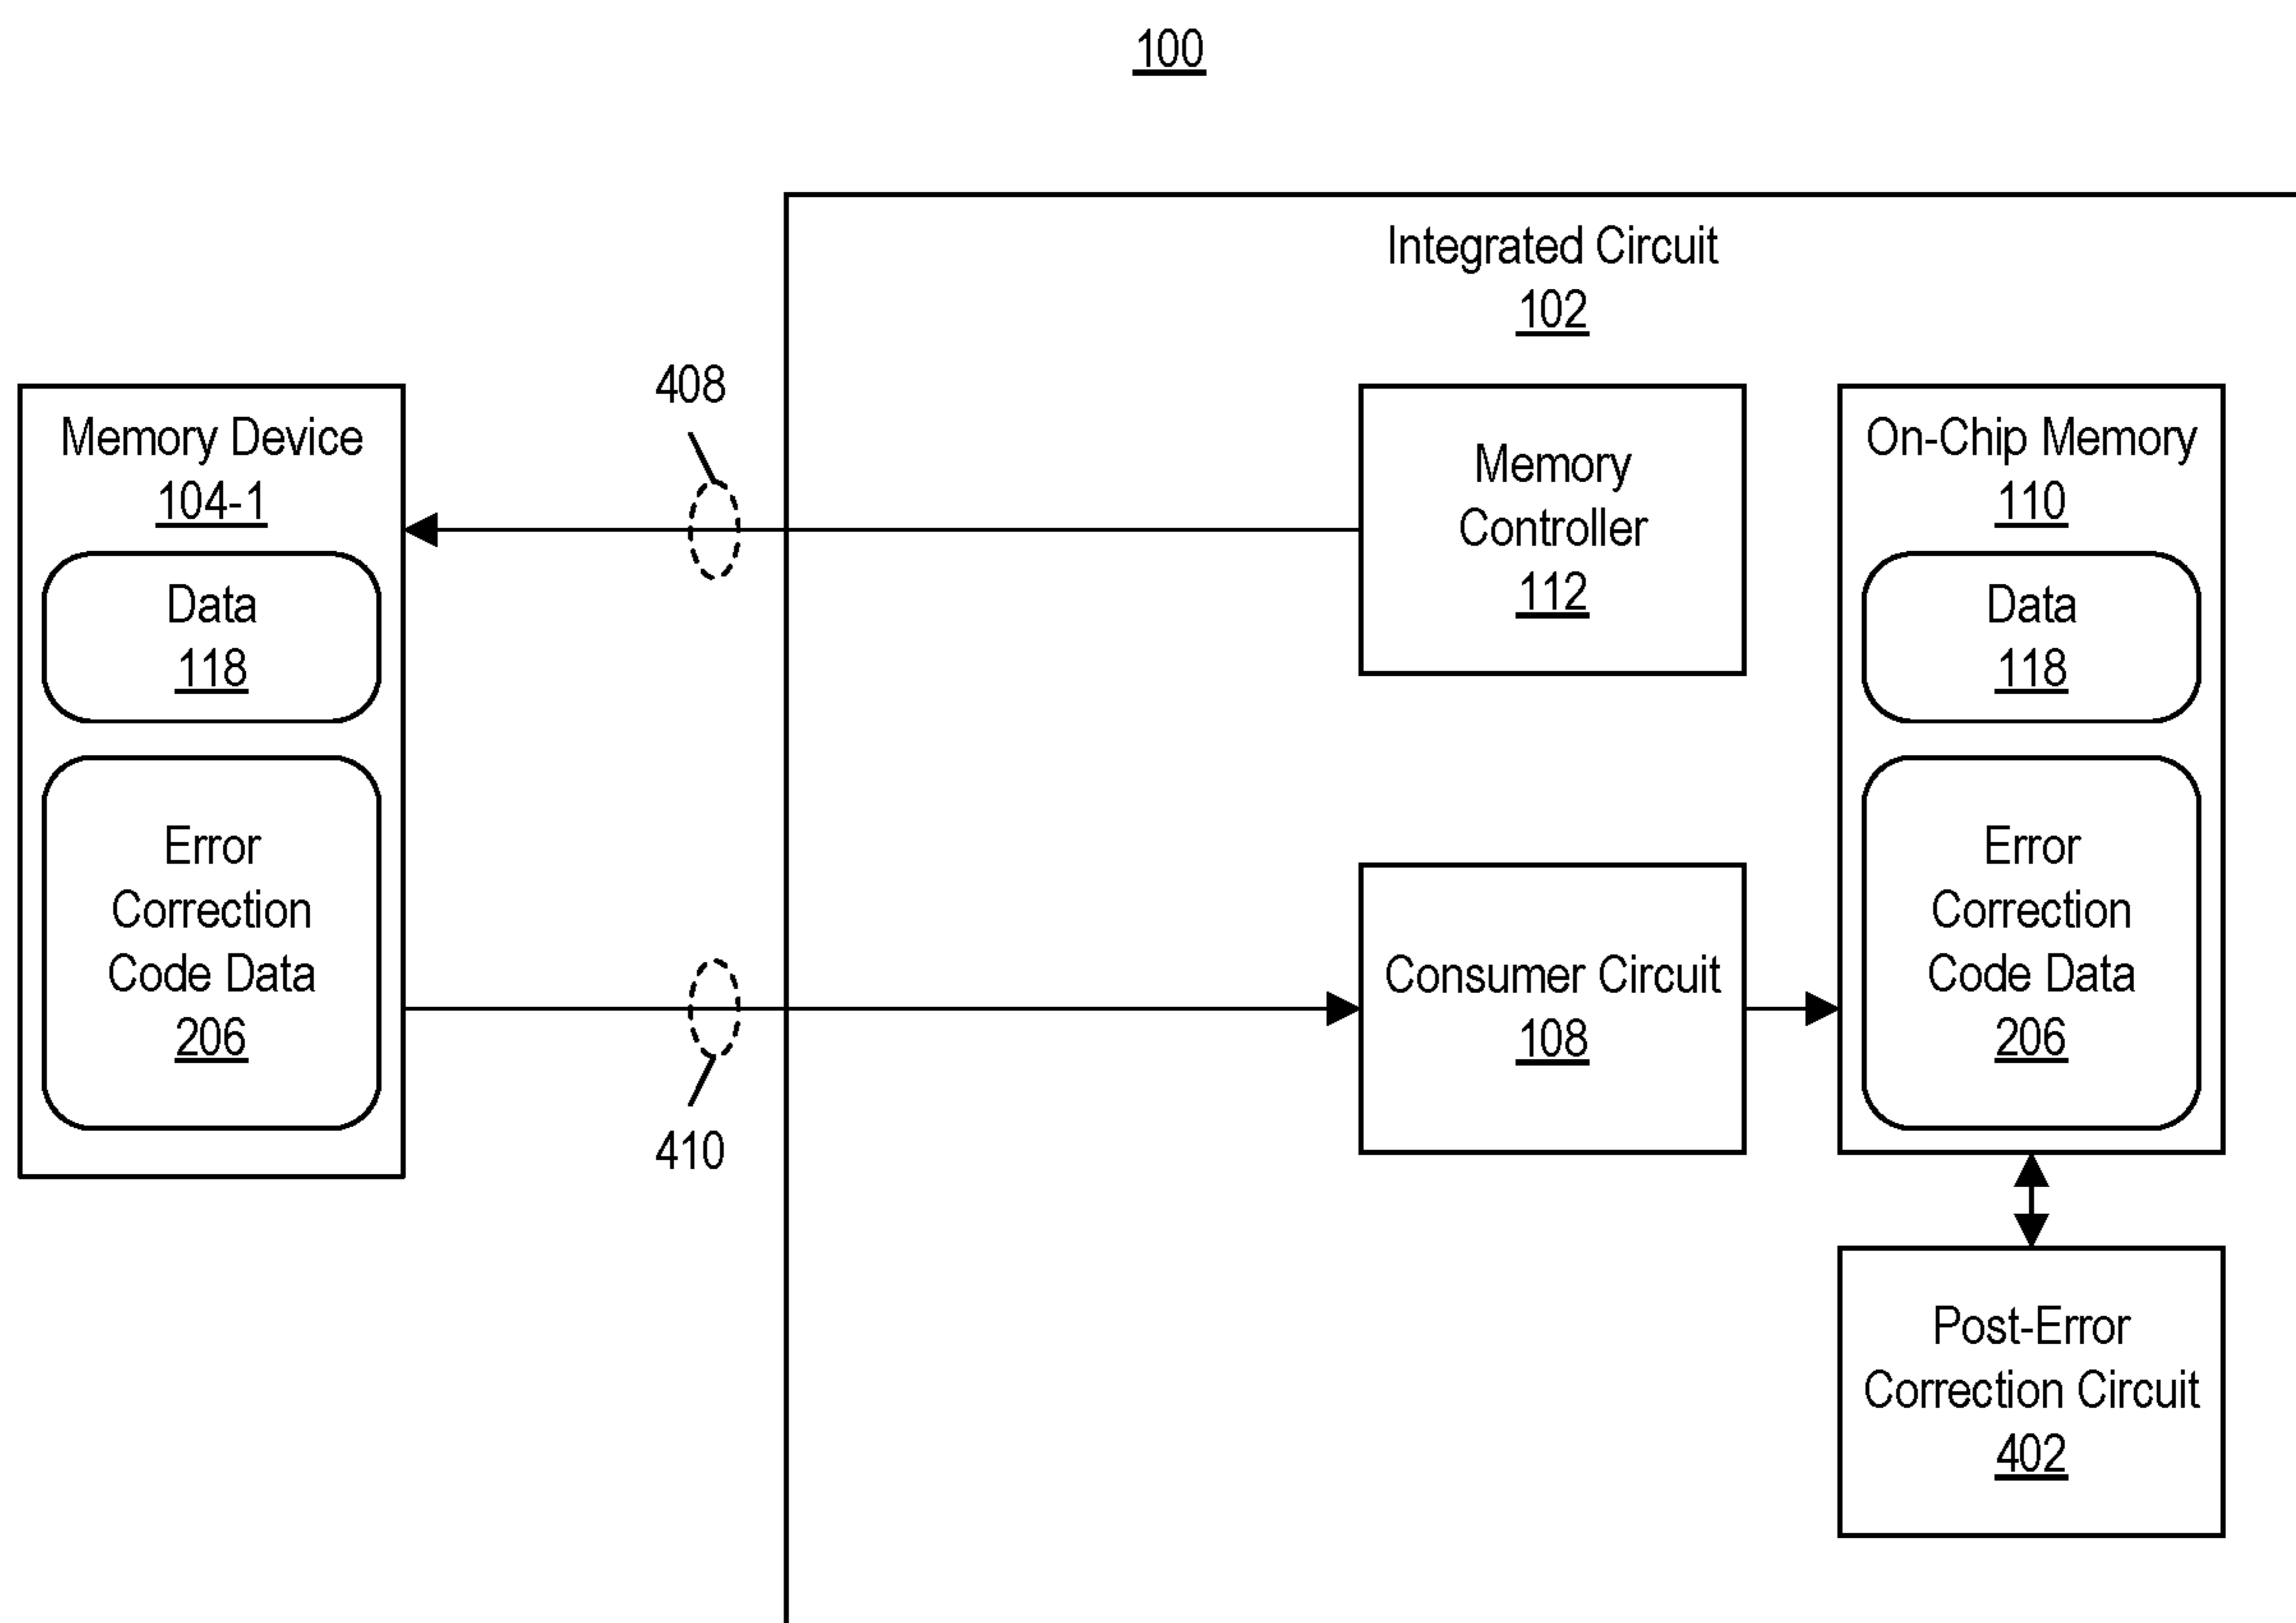 100
Integrated Circuit
102
408
Memory Device
104-1
Data
118
Error
Correction
Code Data
206
Memory
Controller
112
On-Chip Memory
110
Data
118
Error
Correction
Code Data
206
Consumer Circuit
108
410
Post-Error
Correction Circuit
402